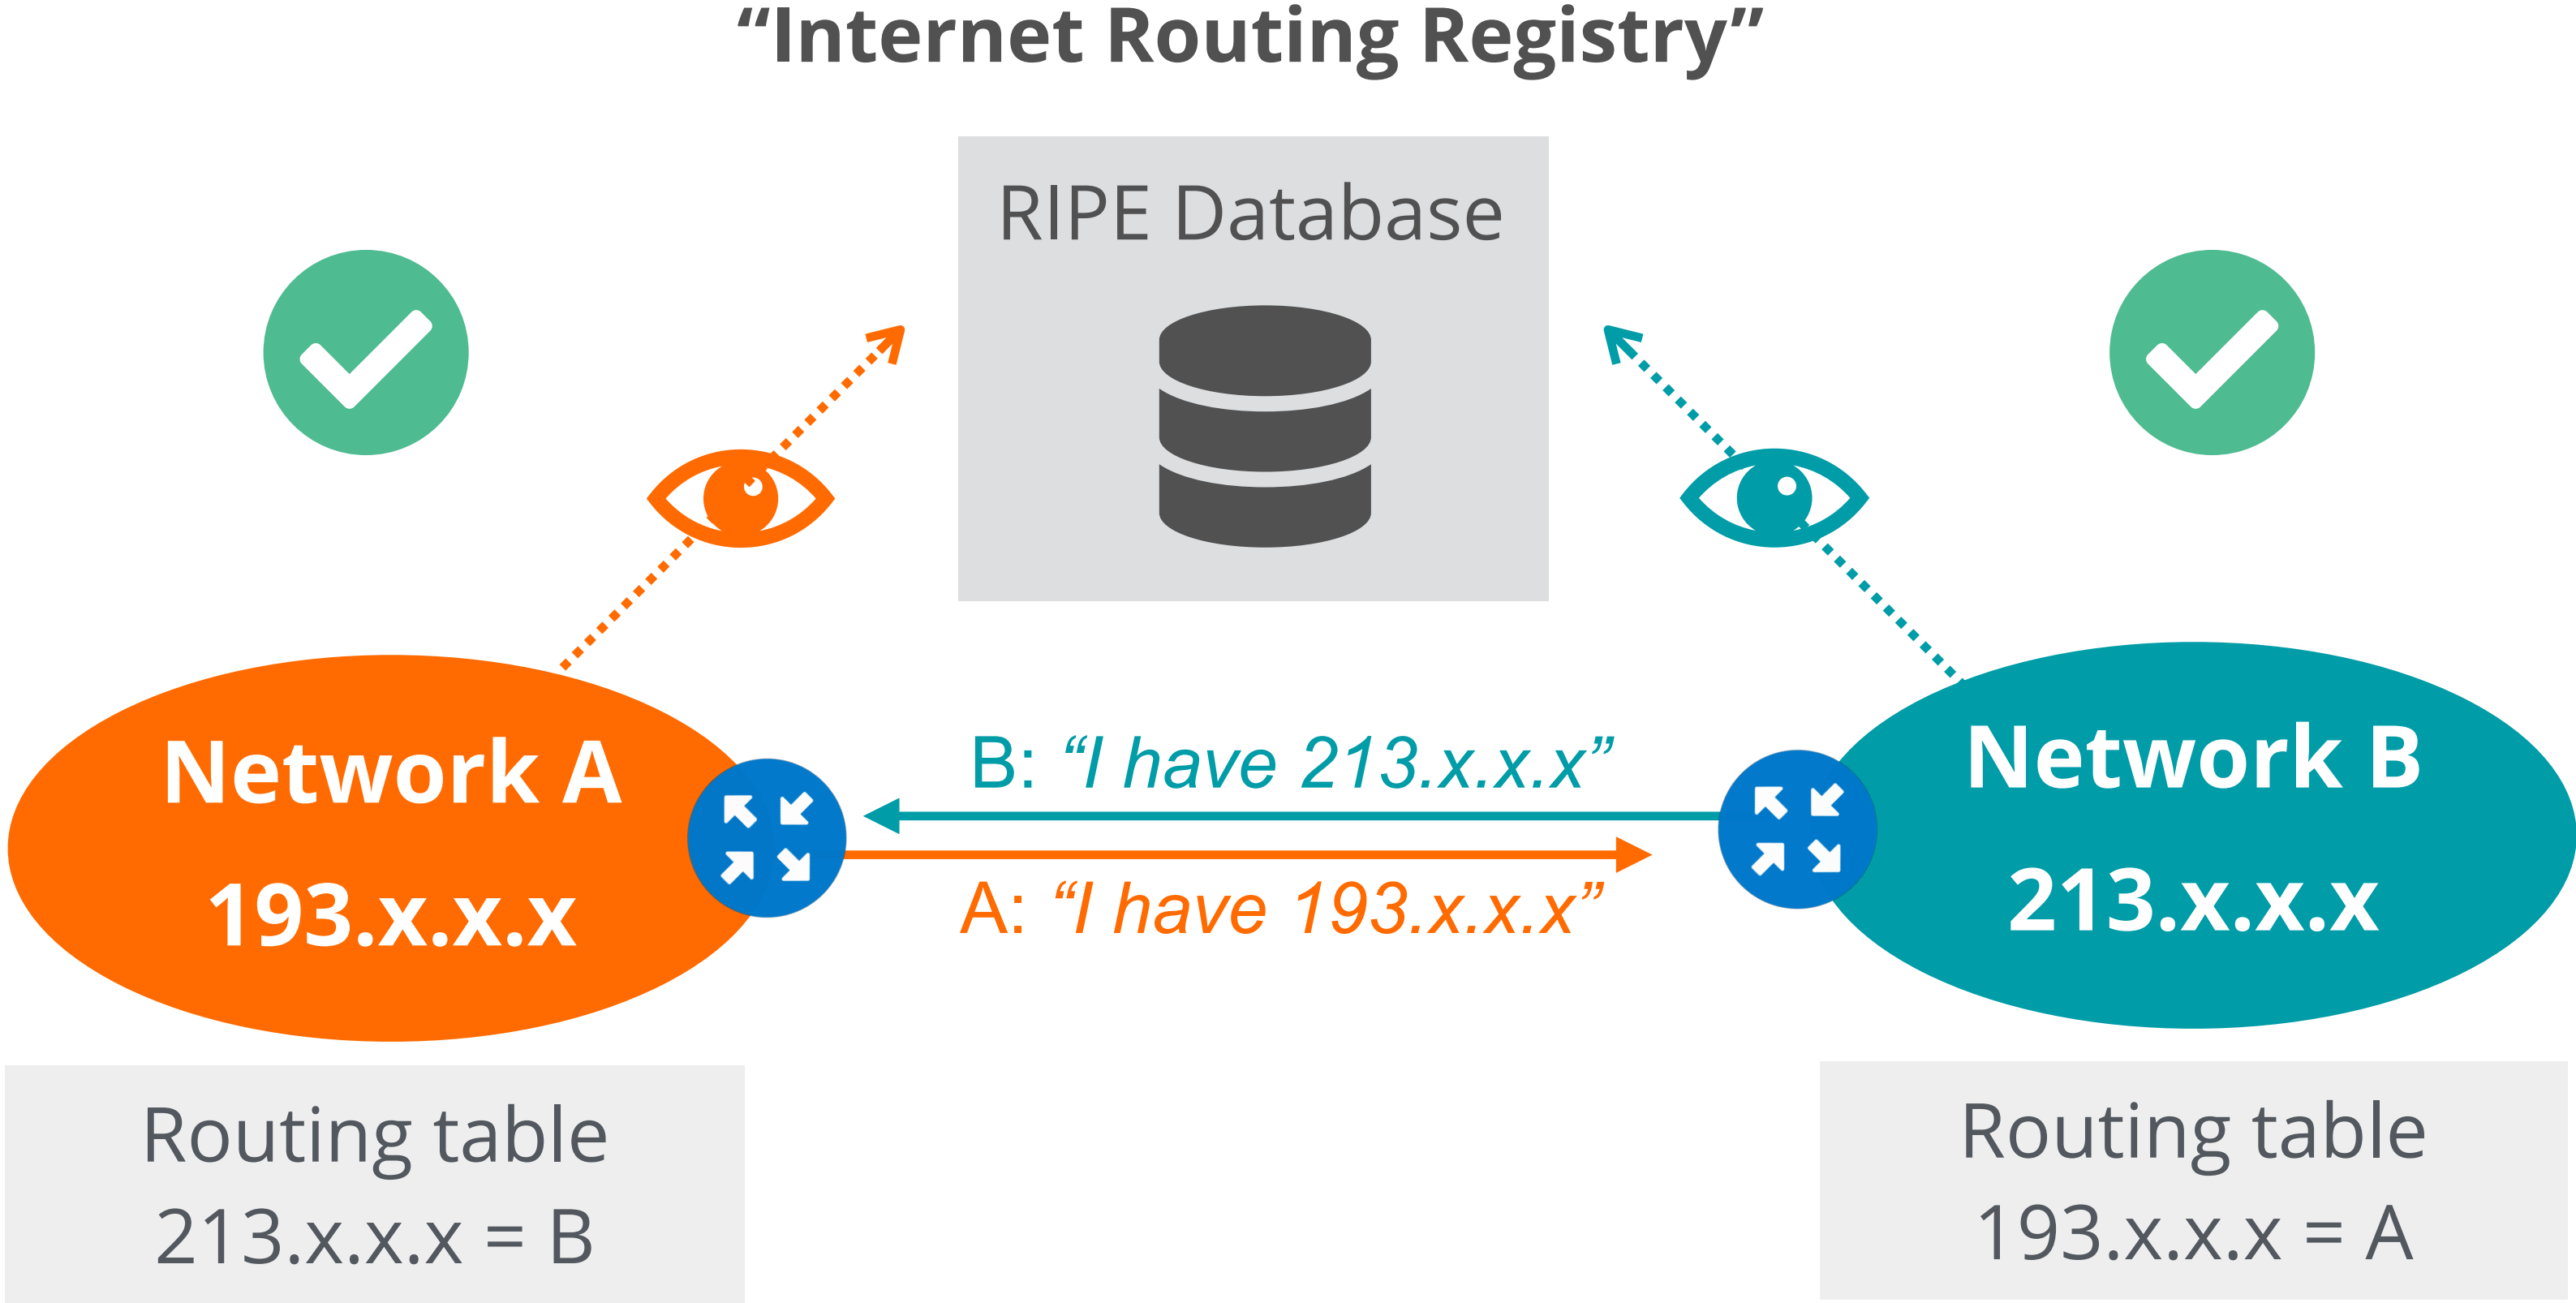 “Internet Routing Registry”
RIPE Database
Network A
193.x.x.x
B: “I have 213.x.x.x”
A: “I have 193.x.x.x”
Network B
213.x.x.x
Routing table
213.x.x.x = B
Routing table
193.x.x.x = A